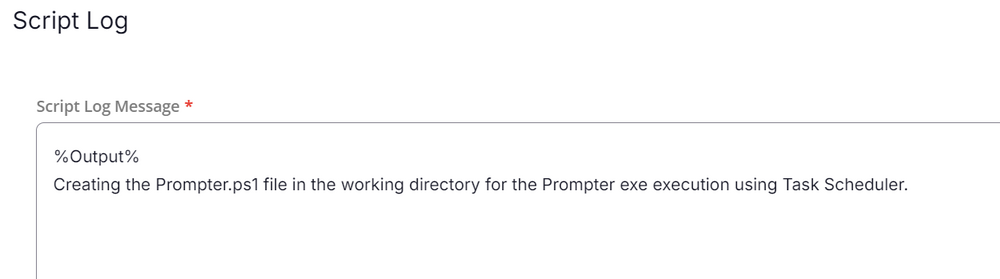 Script Log
Script Log Message *
%Output%
Creating the Prompter.ps1 file in the working directory for the Prompter exe execution using Task Scheduler.